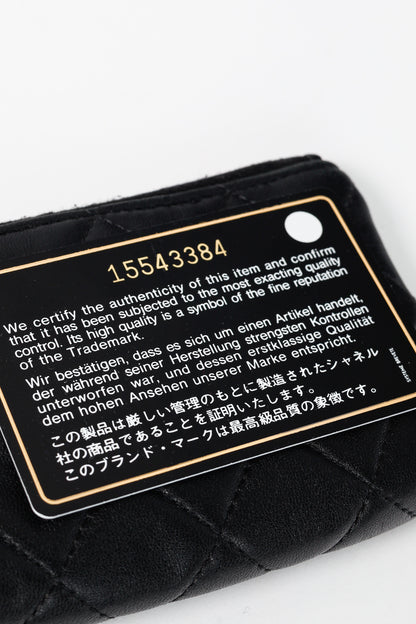 15543384
We certify the authenticity of this item and confirm
that it has been subjected to the most exacting quality
control. Its high quality is a symbol of the fine reputation
of the Trademark.
Wir bestätigen, dass es sich um einen Artikel handelt,
der während seiner Herstellung strengsten Kontrollen
unterworfen war, und dessen erstklassige Qualität
dem hohen Ansehen unserer Marke entspricht.
この製品は厳しい管理のもとに製造されたシャネル
社の商品であることを証明いたします。
このブランド・マークは最高級品質の象徴です。